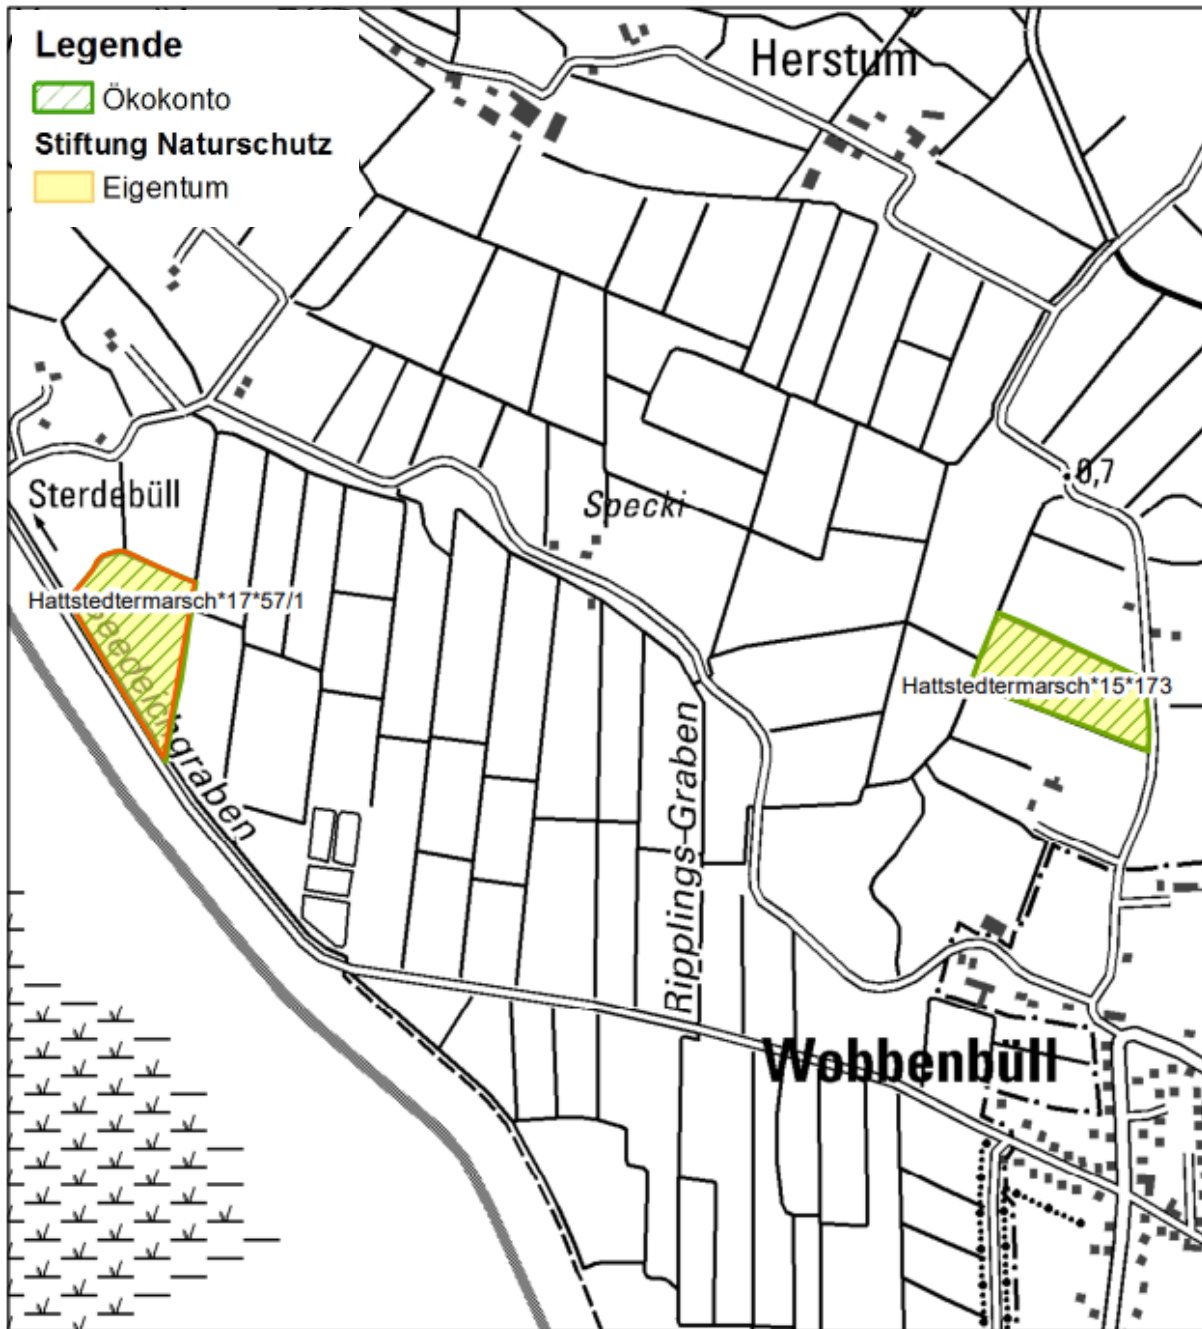 Legende
Ökokonto
Stiftung Naturschutz
Eigentum
Herstum
0,7
Sterdebüll
Specki
Hattstedtermarsch*17*57/1
Hattstedtermarsch*15*173
Seedeichgraben
Ripplings-Graben
Wobbenbüll